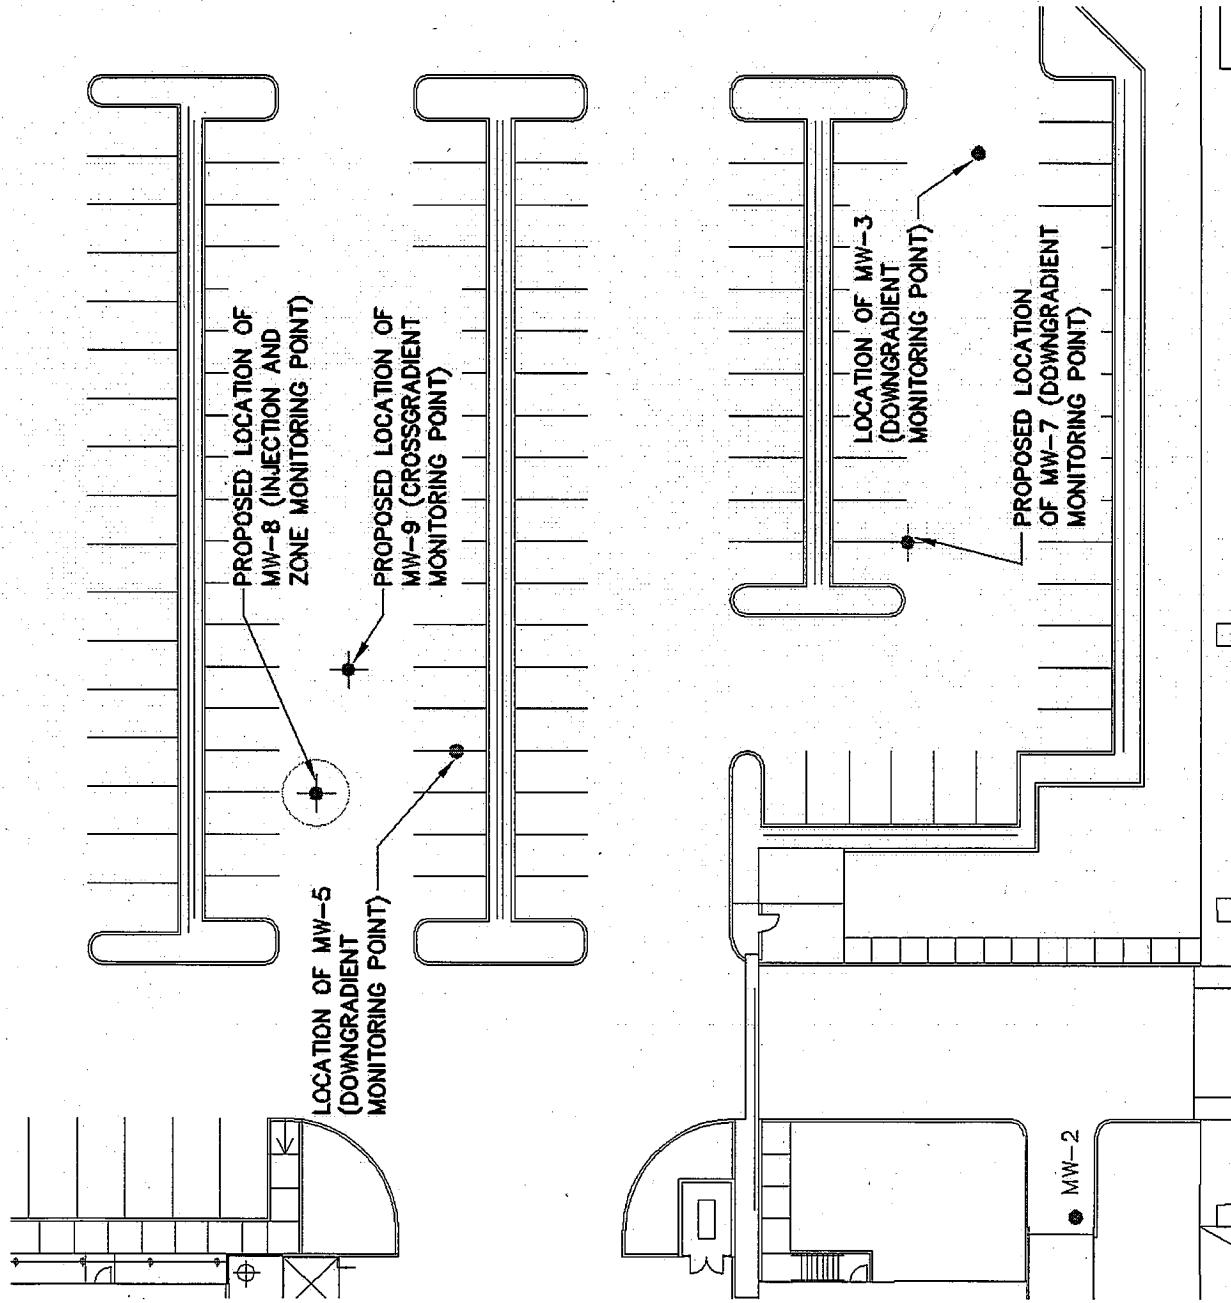 PROPOSED LOCATION OF
MW-8 (INJECTION AND
ZONE MONITORING POINT)
PROPOSED LOCATION OF
MW-9 (CROSSGRADIENT
MONITORING POINT)
LOCATION OF MW-5
(DOWNGRADIENT
MONITORING POINT)
LOCATION OF MW-3
(DOWNGRADIENT
MONITORING POINT)
PROPOSED LOCATION
OF MW-7 (DOWNGRADIENT
MONITORING POINT)
MW-2